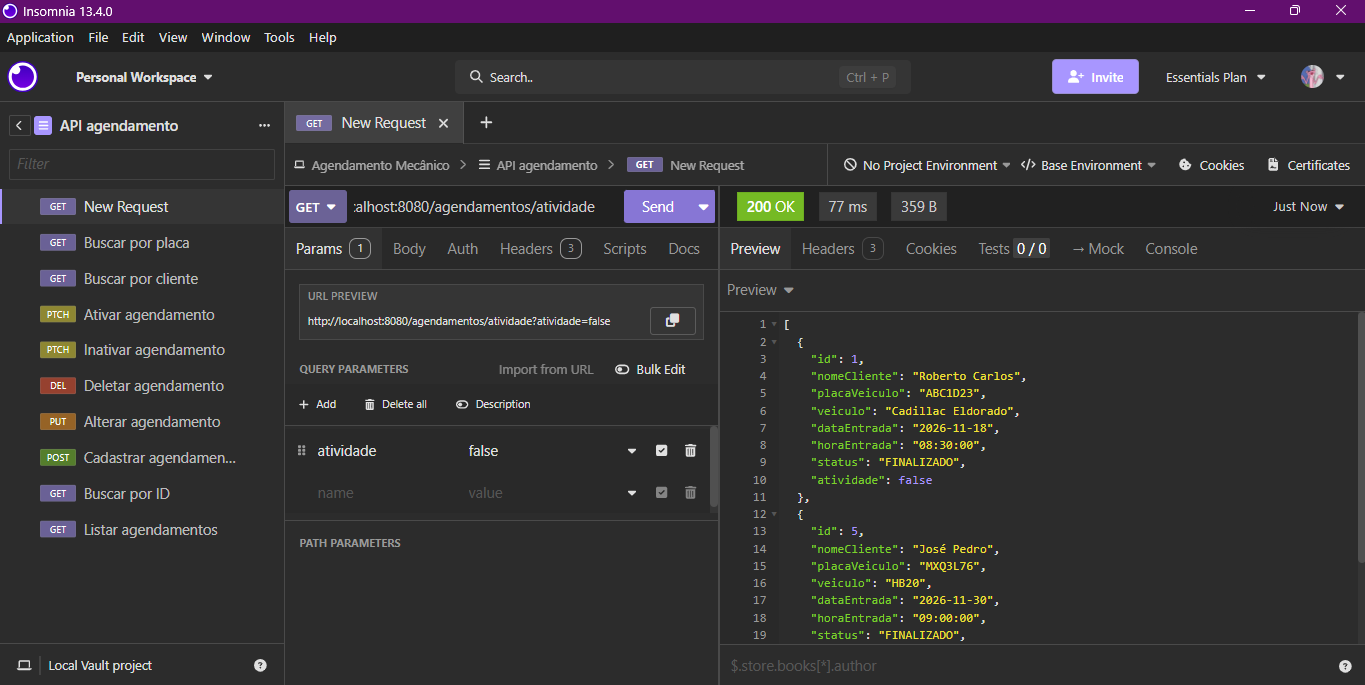 Insomnia 13.4.0
Application File Edit View Window Tools Help
Personal Workspace
Search..
Ctrl + P
Invite
Essentials Plan
API agendamento
Filter
GET New Request
GET Buscar por placa
GET Buscar por cliente
PTCH Ativar agendamento
PTCH Inativar agendamento
DEL Deletar agendamento
PUT Alterar agendamento
POST Cadastrar agendamen...
GET Buscar por ID
GET Listar agendamentos
Local Vault project
GET New Request
Agendamento Mecânico > API agendamento > GET New Request
No Project Environment </> Base Environment Cookies Certificates
GET :alhost:8080/agendamentos/atividade Send
Params 1 Body Auth Headers 3 Scripts Docs
URL PREVIEW
http://localhost:8080/agendamentos/atividade?atividade=false
QUERY PARAMETERS Import from URL Bulk Edit
+ Add Delete all Description
atividade false
name value
PATH PARAMETERS
200 OK 77 ms 359 B Just Now
Preview Headers 3 Cookies Tests 0 / 0 → Mock Console
Preview
1 [
2 {
3 "id": 1,
4 "nomeCliente": "Roberto Carlos",
5 "placaVeiculo": "ABC1D23",
6 "veiculo": "Cadillac Eldorado",
7 "dataEntrada": "2026-11-18",
8 "horaEntrada": "08:30:00",
9 "status": "FINALIZADO",
10 "atividade": false
11 },
12 {
13 "id": 5,
14 "nomeCliente": "José Pedro",
15 "placaVeiculo": "MXQ3L76",
16 "veiculo": "HB20",
17 "dataEntrada": "2026-11-30",
18 "horaEntrada": "09:00:00",
19 "status": "FINALIZADO",
$.store.books[*].author